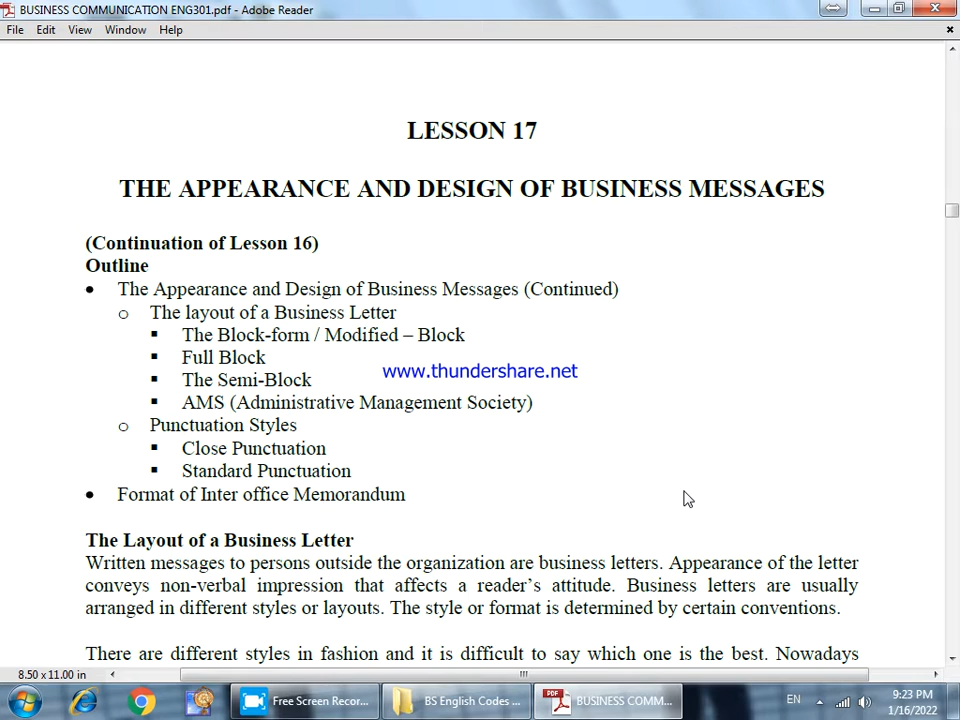 BUSINESS COMMUNICATION ENG301.pdf - Adobe Reader
File Edit View Window Help
LESSON 17
THE APPEARANCE AND DESIGN OF BUSINESS MESSAGES
(Continuation of Lesson 16)
Outline
• The Appearance and Design of Business Messages (Continued)
o The layout of a Business Letter
▪ The Block-form / Modified – Block
▪ Full Block
www.thundershare.net
▪ The Semi-Block
▪ AMS (Administrative Management Society)
o Punctuation Styles
▪ Close Punctuation
▪ Standard Punctuation
• Format of Inter office Memorandum
The Layout of a Business Letter
Written messages to persons outside the organization are business letters. Appearance of the letter
conveys non-verbal impression that affects a reader's attitude. Business letters are usually
arranged in different styles or layouts. The style or format is determined by certain conventions.
There are different styles in fashion and it is difficult to say which one is the best. Nowadays
8.50 x 11.00 in
Free Screen Recor... BS English Codes ... BUSINESS COMM... EN 9:23 PM
1/16/2022